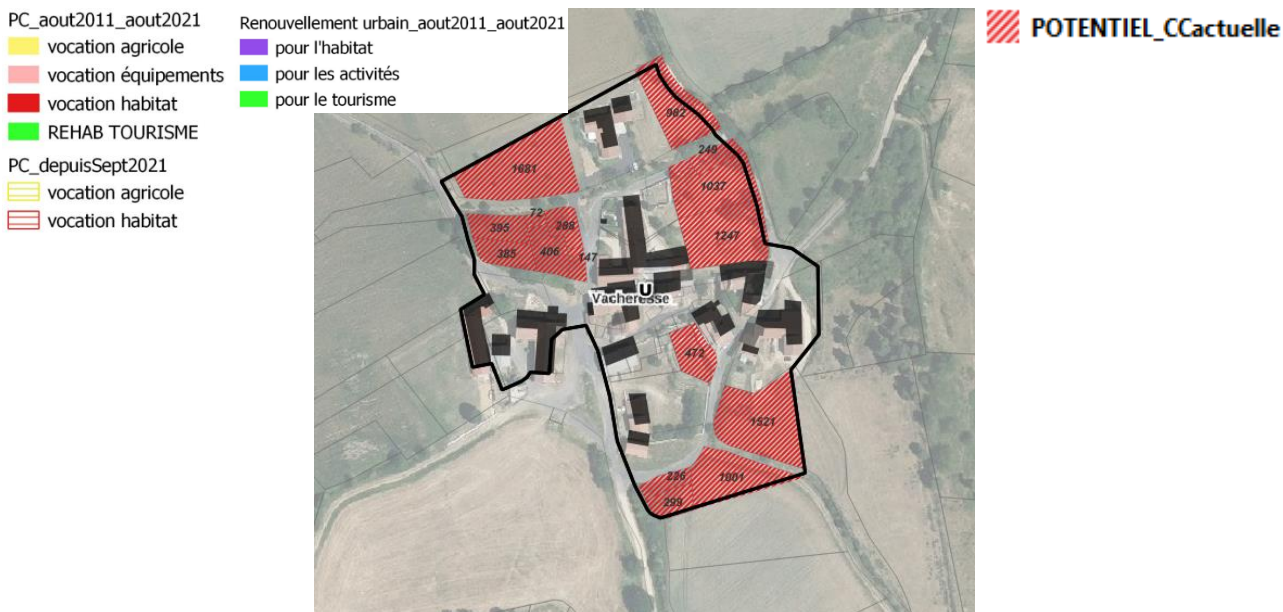 PC_aout2011_aout2021
vocation agricole
vocation équipements
vocation habitat
REHAB TOURISME
PC_depuisSept2021
vocation agricole
vocation habitat
Renouvellement urbain_aout2011_aout2021
pour l'habitat
pour les activités
pour le tourisme
POTENTIEL_CCactuelle
982
249
1681
1037
72
395
288
1247
385
406
147
U
Vacheresse
472
1521
226
1001
299